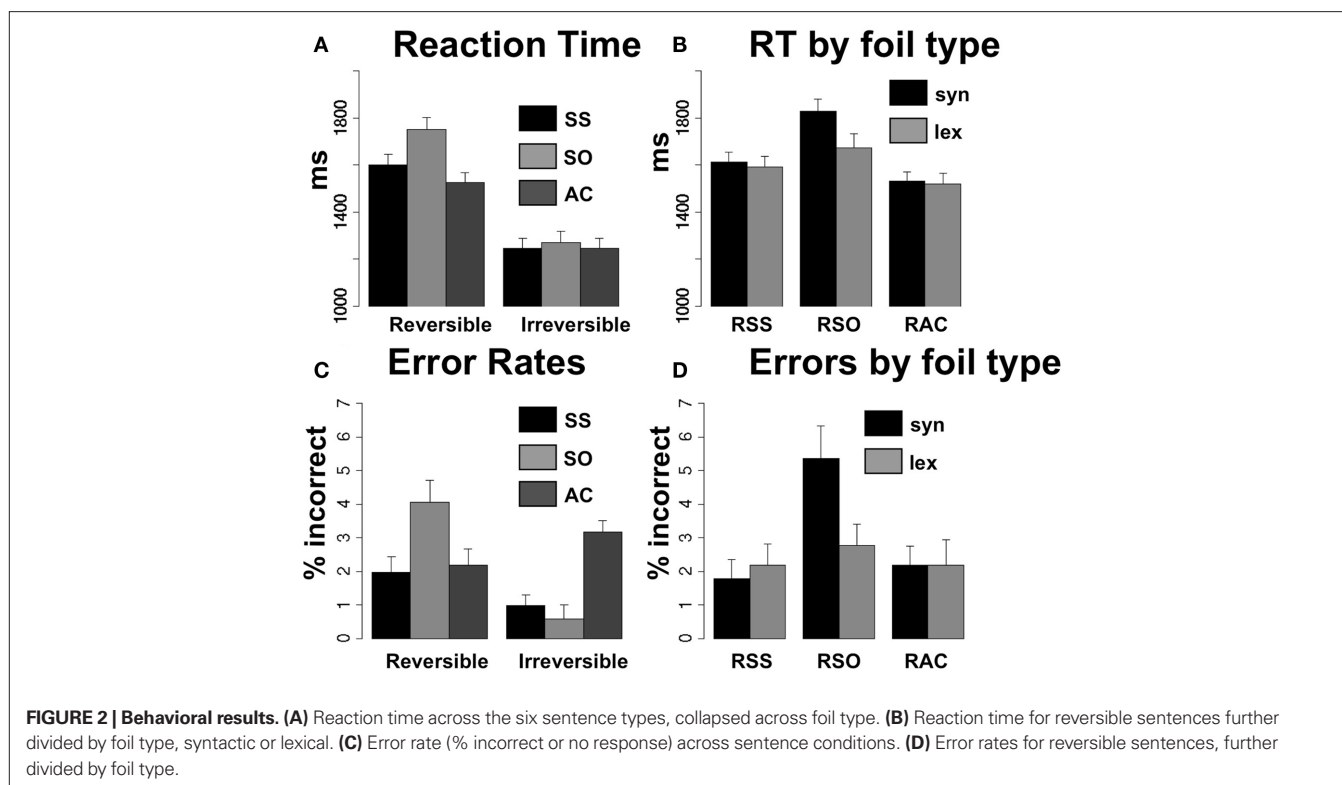 A Reaction Time
ms
1000 1400 1800
SS
SO
AC
Reversible Irreversible
B RT by foil type
ms
1000 1400 1800
syn
lex
RSS RSO RAC
C Error Rates
% incorrect
0 1 2 3 4 5 6 7
SS
SO
AC
Reversible Irreversible
D Errors by foil type
% incorrect
0 1 2 3 4 5 6 7
syn
lex
RSS RSO RAC
FIGURE 2 | Behavioral results. (A) Reaction time across the six sentence types, collapsed across foil type. (B) Reaction time for reversible sentences further
divided by foil type, syntactic or lexical. (C) Error rate (% incorrect or no response) across sentence conditions. (D) Error rates for reversible sentences, further
divided by foil type.